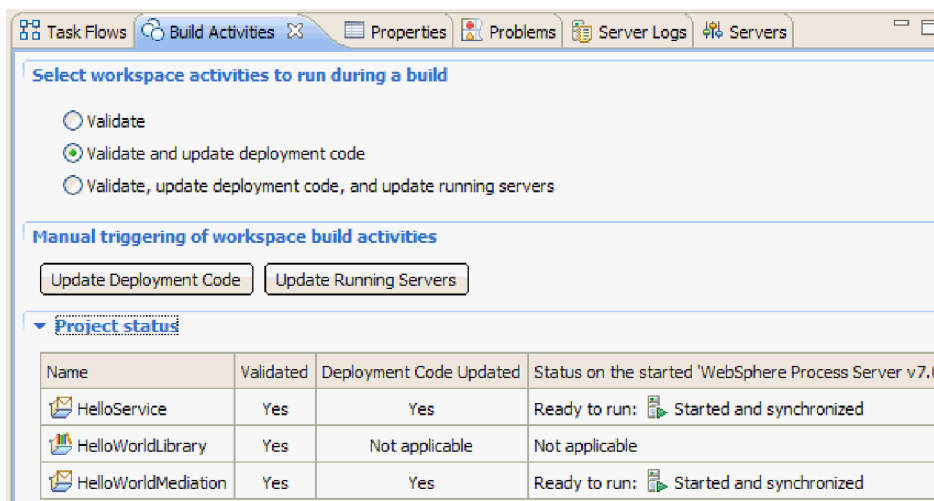 Task Flows Build Activities Properties Problems Server Logs Servers
Select workspace activities to run during a build
Validate
Validate and update deployment code
Validate, update deployment code, and update running servers
Manual triggering of workspace build activities
Update Deployment Code Update Running Servers
Project status
Name Validated Deployment Code Updated Status on the started 'WebSphere Process Server v7.
HelloService Yes Yes Ready to run: Started and synchronized
HelloWorldLibrary Yes Not applicable Not applicable
HelloWorldMediation Yes Yes Ready to run: Started and synchronized